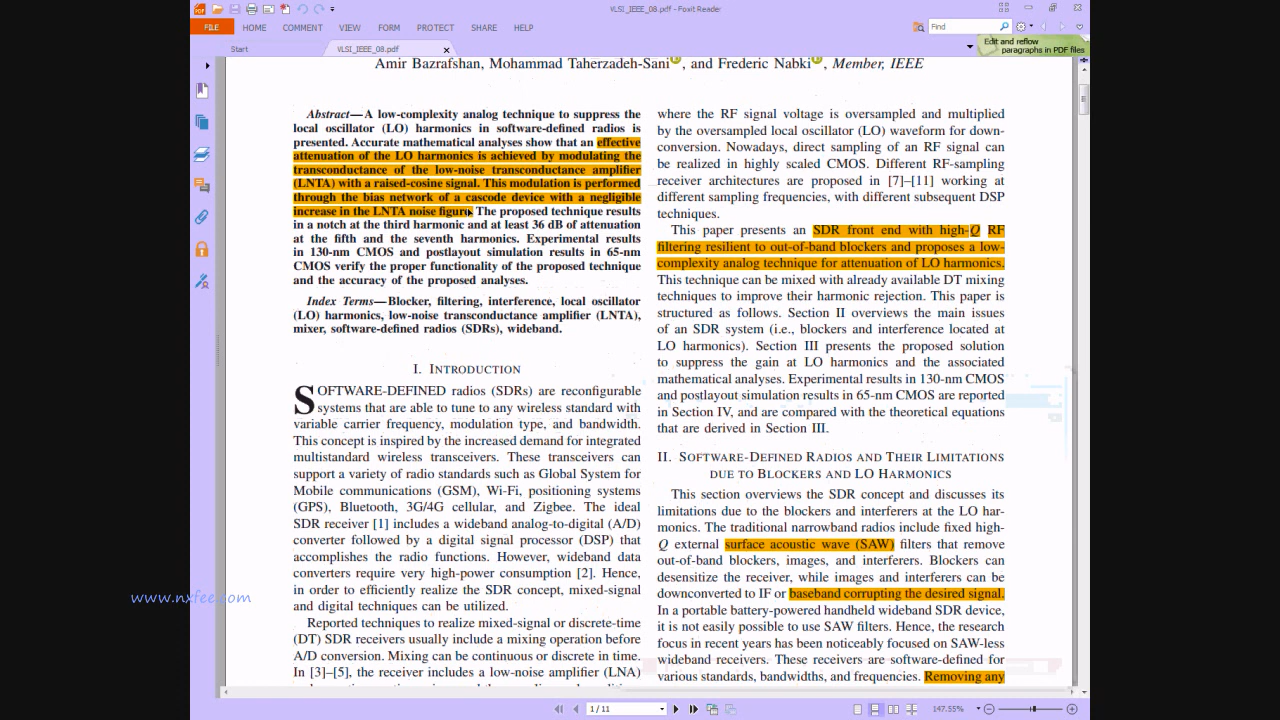 VLSI_IEEE_08.pdf - Foxit Reader
FILE HOME COMMENT VIEW FORM PROTECT SHARE HELP
Find
Start VLSI_IEEE_08.pdf
Edit and reflow
paragraphs in PDF files
Amir Bazrafshan, Mohammad Taherzadeh-Sani, and Frederic Nabki, Member, IEEE
Abstract—A low-complexity analog technique to suppress the
local oscillator (LO) harmonics in software-defined radios is
presented. Accurate mathematical analyses show that an effective
attenuation of the LO harmonics is achieved by modulating the
transconductance of the low-noise transconductance amplifier
(LNTA) with a raised-cosine signal. This modulation is performed
through the bias network of a cascode device with a negligible
increase in the LNTA noise figure. The proposed technique results
in a notch at the third harmonic and at least 36 dB of attenuation
at the fifth and the seventh harmonics. Experimental results
in 130-nm CMOS and postlayout simulation results in 65-nm
CMOS verify the proper functionality of the proposed technique
and the accuracy of the proposed analyses.
Index Terms—Blocker, filtering, interference, local oscillator
(LO) harmonics, low-noise transconductance amplifier (LNTA),
mixer, software-defined radios (SDRs), wideband.
I. INTRODUCTION
SOFTWARE-DEFINED radios (SDRs) are reconfigurable
systems that are able to tune to any wireless standard with
variable carrier frequency, modulation type, and bandwidth.
This concept is inspired by the increased demand for integrated
multistandard wireless transceivers. These transceivers can
support a variety of radio standards such as Global System for
Mobile communications (GSM), Wi-Fi, positioning systems
(GPS), Bluetooth, 3G/4G cellular, and Zigbee. The ideal
SDR receiver [1] includes a wideband analog-to-digital (A/D)
converter followed by a digital signal processor (DSP) that
accomplishes the radio functions. However, wideband data
converters require very high-power consumption [2]. Hence,
in order to efficiently realize the SDR concept, mixed-signal
and digital techniques can be utilized.
Reported techniques to realize mixed-signal or discrete-time
(DT) SDR receivers usually include a mixing operation before
A/D conversion. Mixing can be continuous or discrete in time.
In [3]–[5], the receiver includes a low-noise amplifier (LNA)
where the RF signal voltage is oversampled and multiplied
by the oversampled local oscillator (LO) waveform for down-
conversion. Nowadays, direct sampling of an RF signal can
be realized in highly scaled CMOS. Different RF-sampling
receiver architectures are proposed in [7]–[11] working at
different sampling frequencies, with different subsequent DSP
techniques.
This paper presents an SDR front end with high-Q RF
filtering resilient to out-of-band blockers and proposes a low-
complexity analog technique for attenuation of LO harmonics.
This technique can be mixed with already available DT mixing
techniques to improve their harmonic rejection. This paper is
structured as follows. Section II overviews the main issues
of an SDR system (i.e., blockers and interference located at
LO harmonics). Section III presents the proposed solution
to suppress the gain at LO harmonics and the associated
mathematical analyses. Experimental results in 130-nm CMOS
and postlayout simulation results in 65-nm CMOS are reported
in Section IV, and are compared with the theoretical equations
that are derived in Section III.
II. SOFTWARE-DEFINED RADIOS AND THEIR LIMITATIONS
DUE TO BLOCKERS AND LO HARMONICS
This section overviews the SDR concept and discusses its
limitations due to the blockers and interferers at the LO har-
monics. The traditional narrowband radios include fixed high-
Q external surface acoustic wave (SAW) filters that remove
out-of-band blockers, images, and interferers. Blockers can
desensitize the receiver, while images and interferers can be
downconverted to IF or baseband corrupting the desired signal.
In a portable battery-powered handheld wideband SDR device,
it is not easily possible to use SAW filters. Hence, the research
focus in recent years has been noticeably focused on SAW-less
wideband receivers. These receivers are software-defined for
various standards, bandwidths, and frequencies. Removing any
www.nxfee.com
1 / 11
147.55%